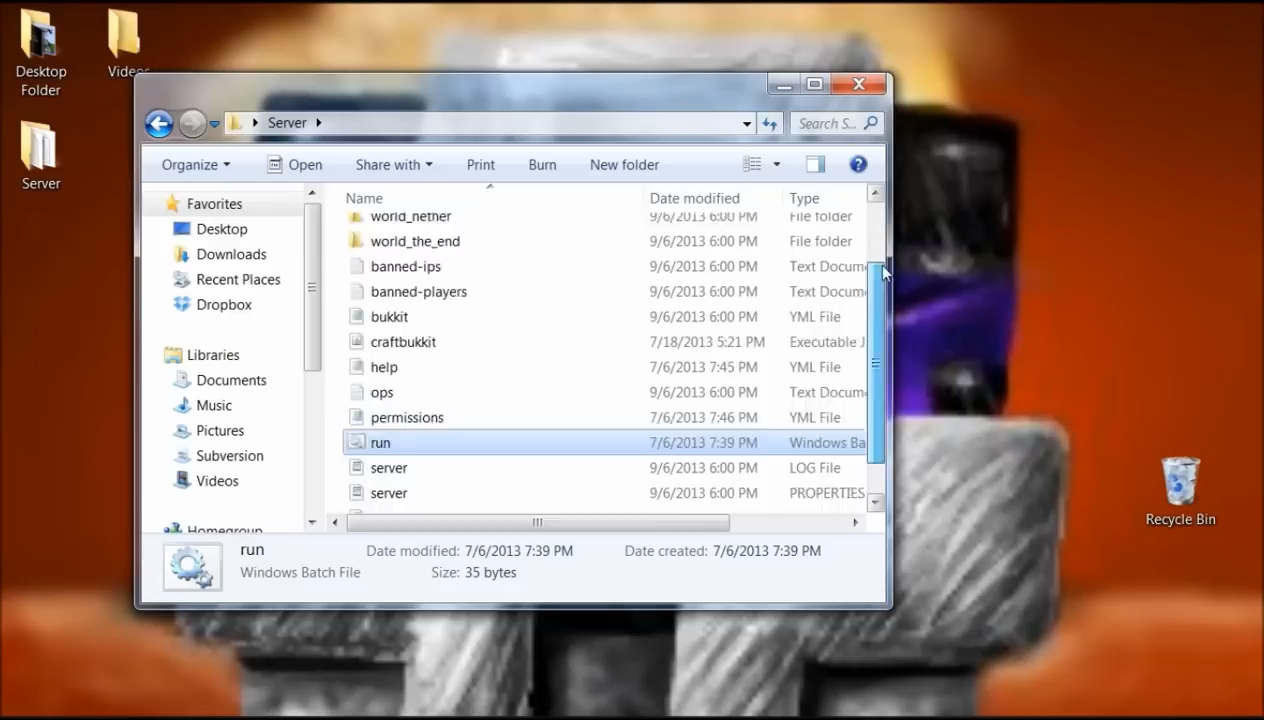 Desktop Folder
Videos
Server
Server
Search S...
Organize
Open
Share with
Print
Burn
New folder
Name
Date modified
Type
Favorites
Desktop
Downloads
Recent Places
Dropbox
Libraries
Documents
Music
Pictures
Subversion
Videos
Homegroup
world_nether 9/6/2013 6:00 PM File folder
world_the_end 9/6/2013 6:00 PM File folder
banned-ips 9/6/2013 6:00 PM Text Docum
banned-players 9/6/2013 6:00 PM Text Docum
bukkit 9/6/2013 6:00 PM YML File
craftbukkit 7/18/2013 5:21 PM Executable J
help 7/6/2013 7:45 PM YML File
ops 9/6/2013 6:00 PM Text Docum
permissions 7/6/2013 7:46 PM YML File
run 7/6/2013 7:39 PM Windows Ba
server 9/6/2013 6:00 PM LOG File
server 9/6/2013 6:00 PM PROPERTIES
run Date modified: 7/6/2013 7:39 PM Date created: 7/6/2013 7:39 PM
Windows Batch File Size: 35 bytes
Recycle Bin